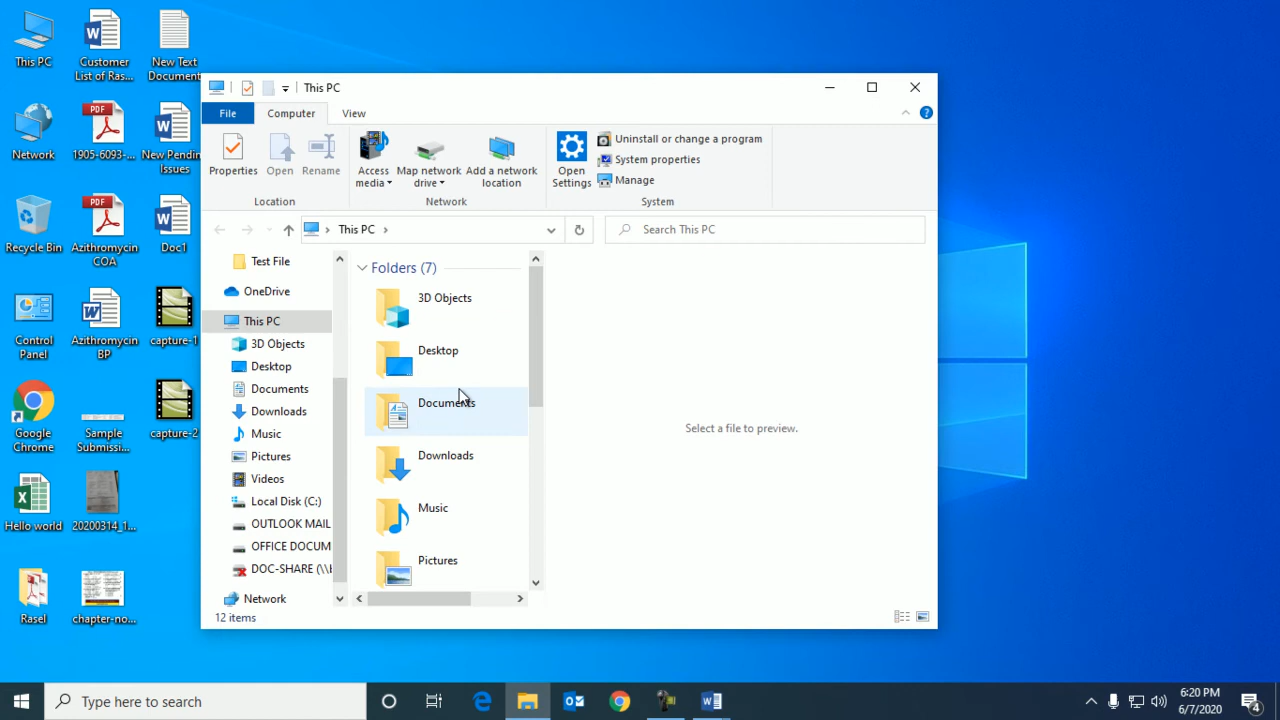 This PC
Customer
List of Ras...
New Text
Document
Network
PDF
1905-6093-...
New Pendin
Issues
Recycle Bin
PDF
Azithromycin
COA
Doc1
Control
Panel
Azithromycin
BP
capture-1
Google
Chrome
Sample
Submissi...
capture-2
Hello world
20200314_1...
Rasel
chapter-no...
This PC
File
Computer
View
Properties
Open
Rename
Location
Access
media
Map network
drive
Add a network
location
Network
Open
Settings
Uninstall or change a program
System properties
Manage
System
This PC
Search This PC
Test File
OneDrive
This PC
3D Objects
Desktop
Documents
Downloads
Music
Pictures
Videos
Local Disk (C:)
OUTLOOK MAIL
OFFICE DOCUM
DOC-SHARE (\\
Network
Folders (7)
3D Objects
Desktop
Documents
Downloads
Music
Pictures
Select a file to preview.
12 items
Type here to search
6:20 PM
6/7/2020
4